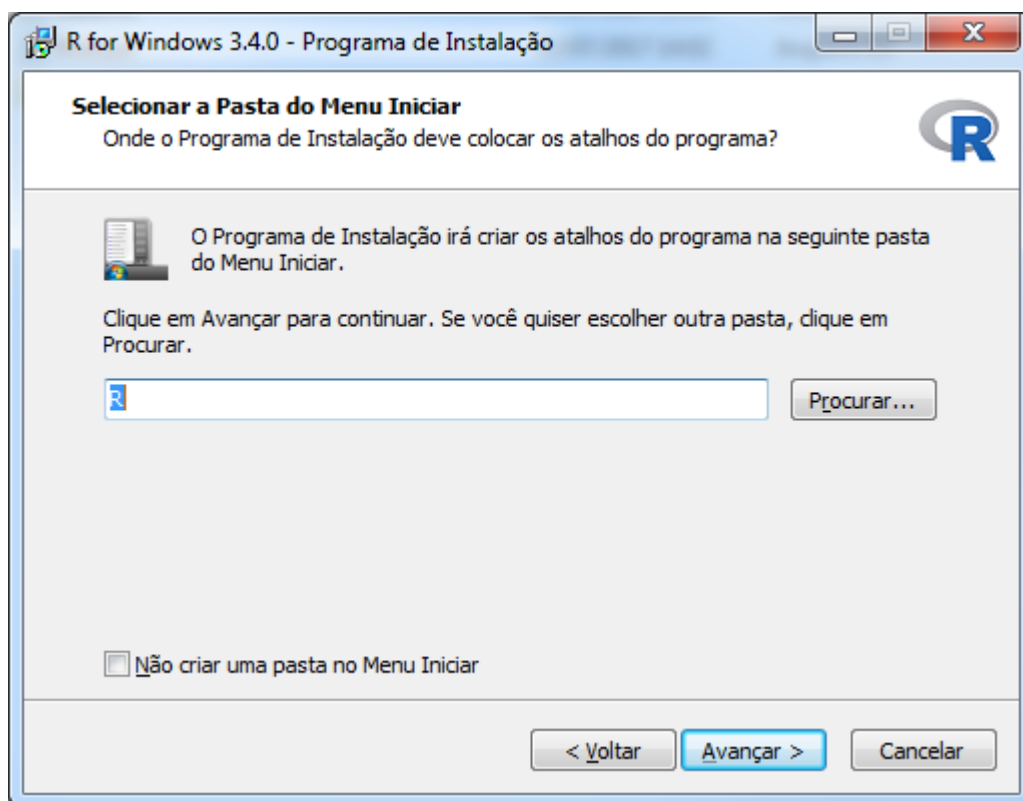 R for Windows 3.4.0 - Programa de Instalação
Selecionar a Pasta do Menu Iniciar
Onde o Programa de Instalação deve colocar os atalhos do programa?
R
O Programa de Instalação irá criar os atalhos do programa na seguinte pasta
do Menu Iniciar.
Clique em Avançar para continuar. Se você quiser escolher outra pasta, clique em
Procurar.
R
Procurar...
Não criar uma pasta no Menu Iniciar
< Voltar
Avançar >
Cancelar